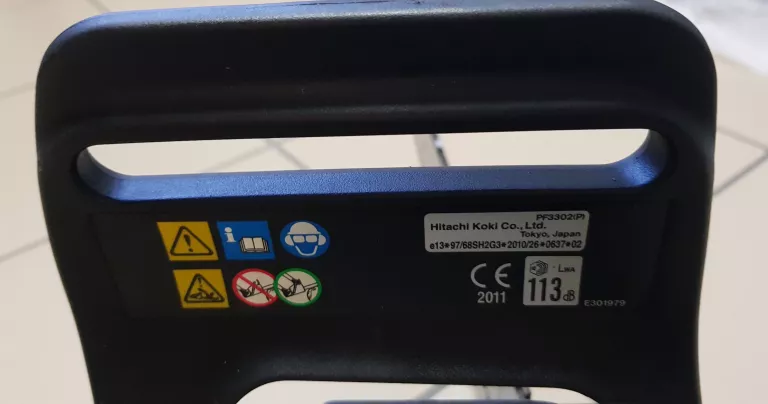 PF3302(P)
Hitachi Koki Co., Ltd.
Tokyo, Japan
e13*97/68SH2G3*2010/26*0637*02
CE
2011
LWA
113 dB
E301979